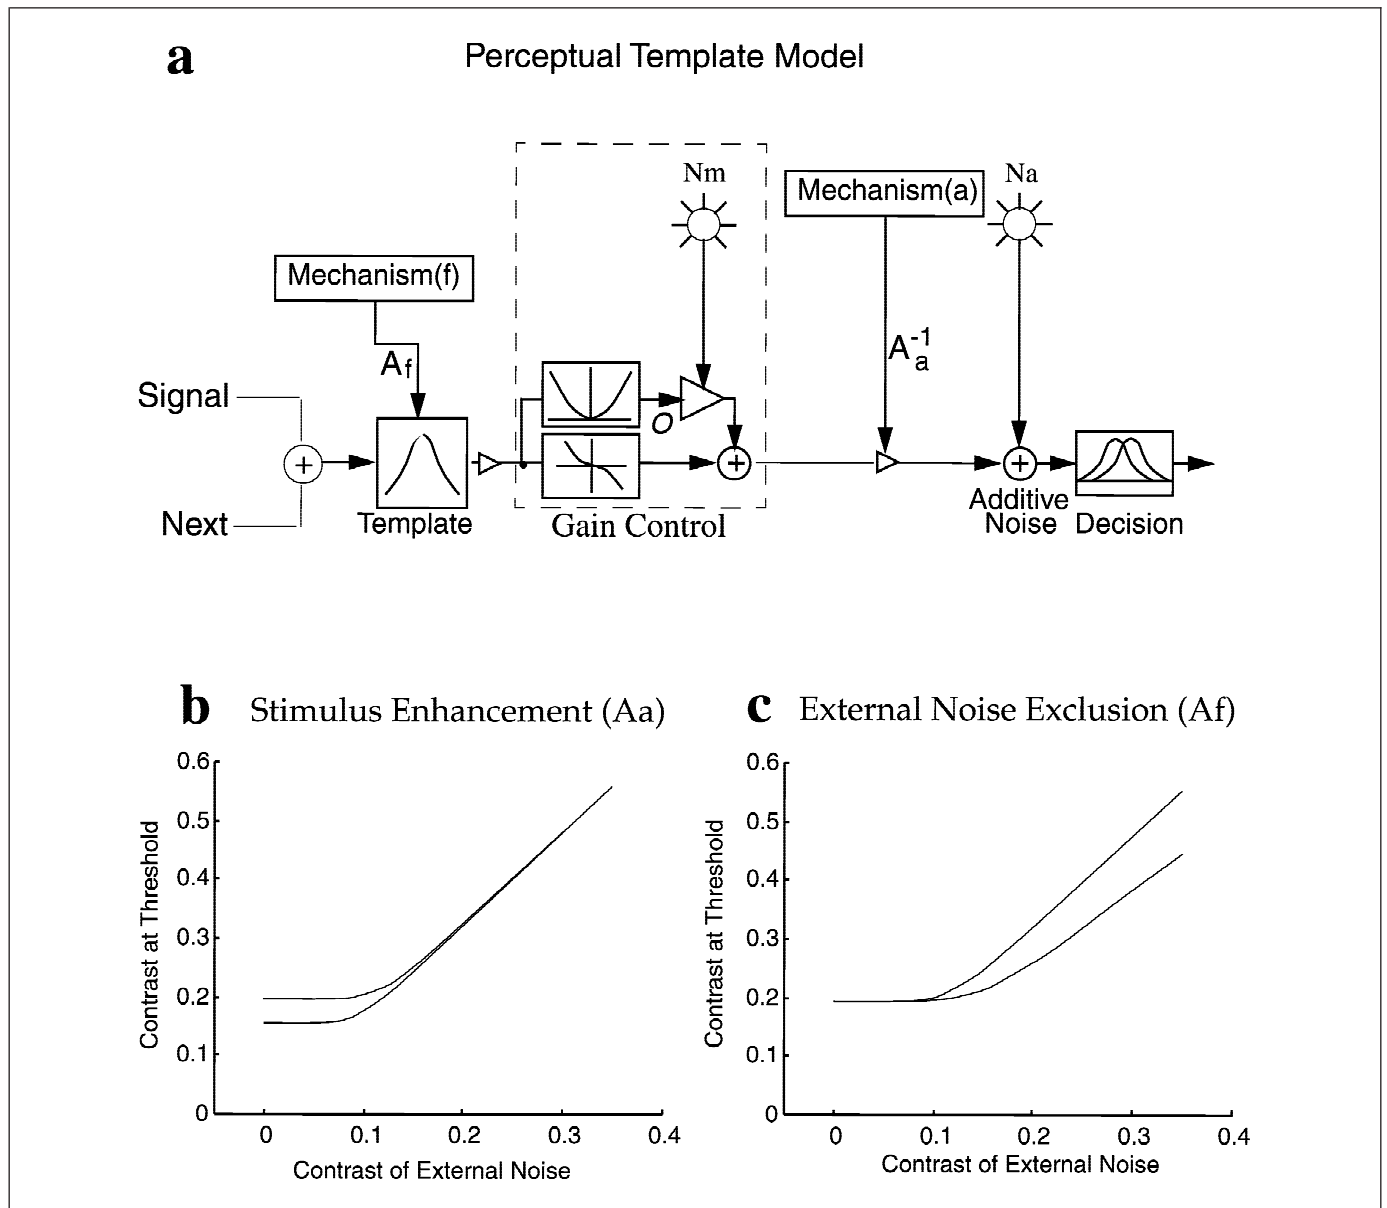 a Perceptual Template Model
Nm
Mechanism(a)
Na
Mechanism(f)
A_f
A_a^-1
Signal
σ
+
+
+
Next
Template
Gain Control
Additive
Noise
Decision
b Stimulus Enhancement (Aa)
0.6
0.5
0.4
0.3
0.2
0.1
0
Contrast at Threshold
0 0.1 0.2 0.3 0.4
Contrast of External Noise
c External Noise Exclusion (Af)
0.6
0.5
0.4
0.3
0.2
0.1
0
Contrast at Threshold
0 0.1 0.2 0.3 0.4
Contrast of External Noise